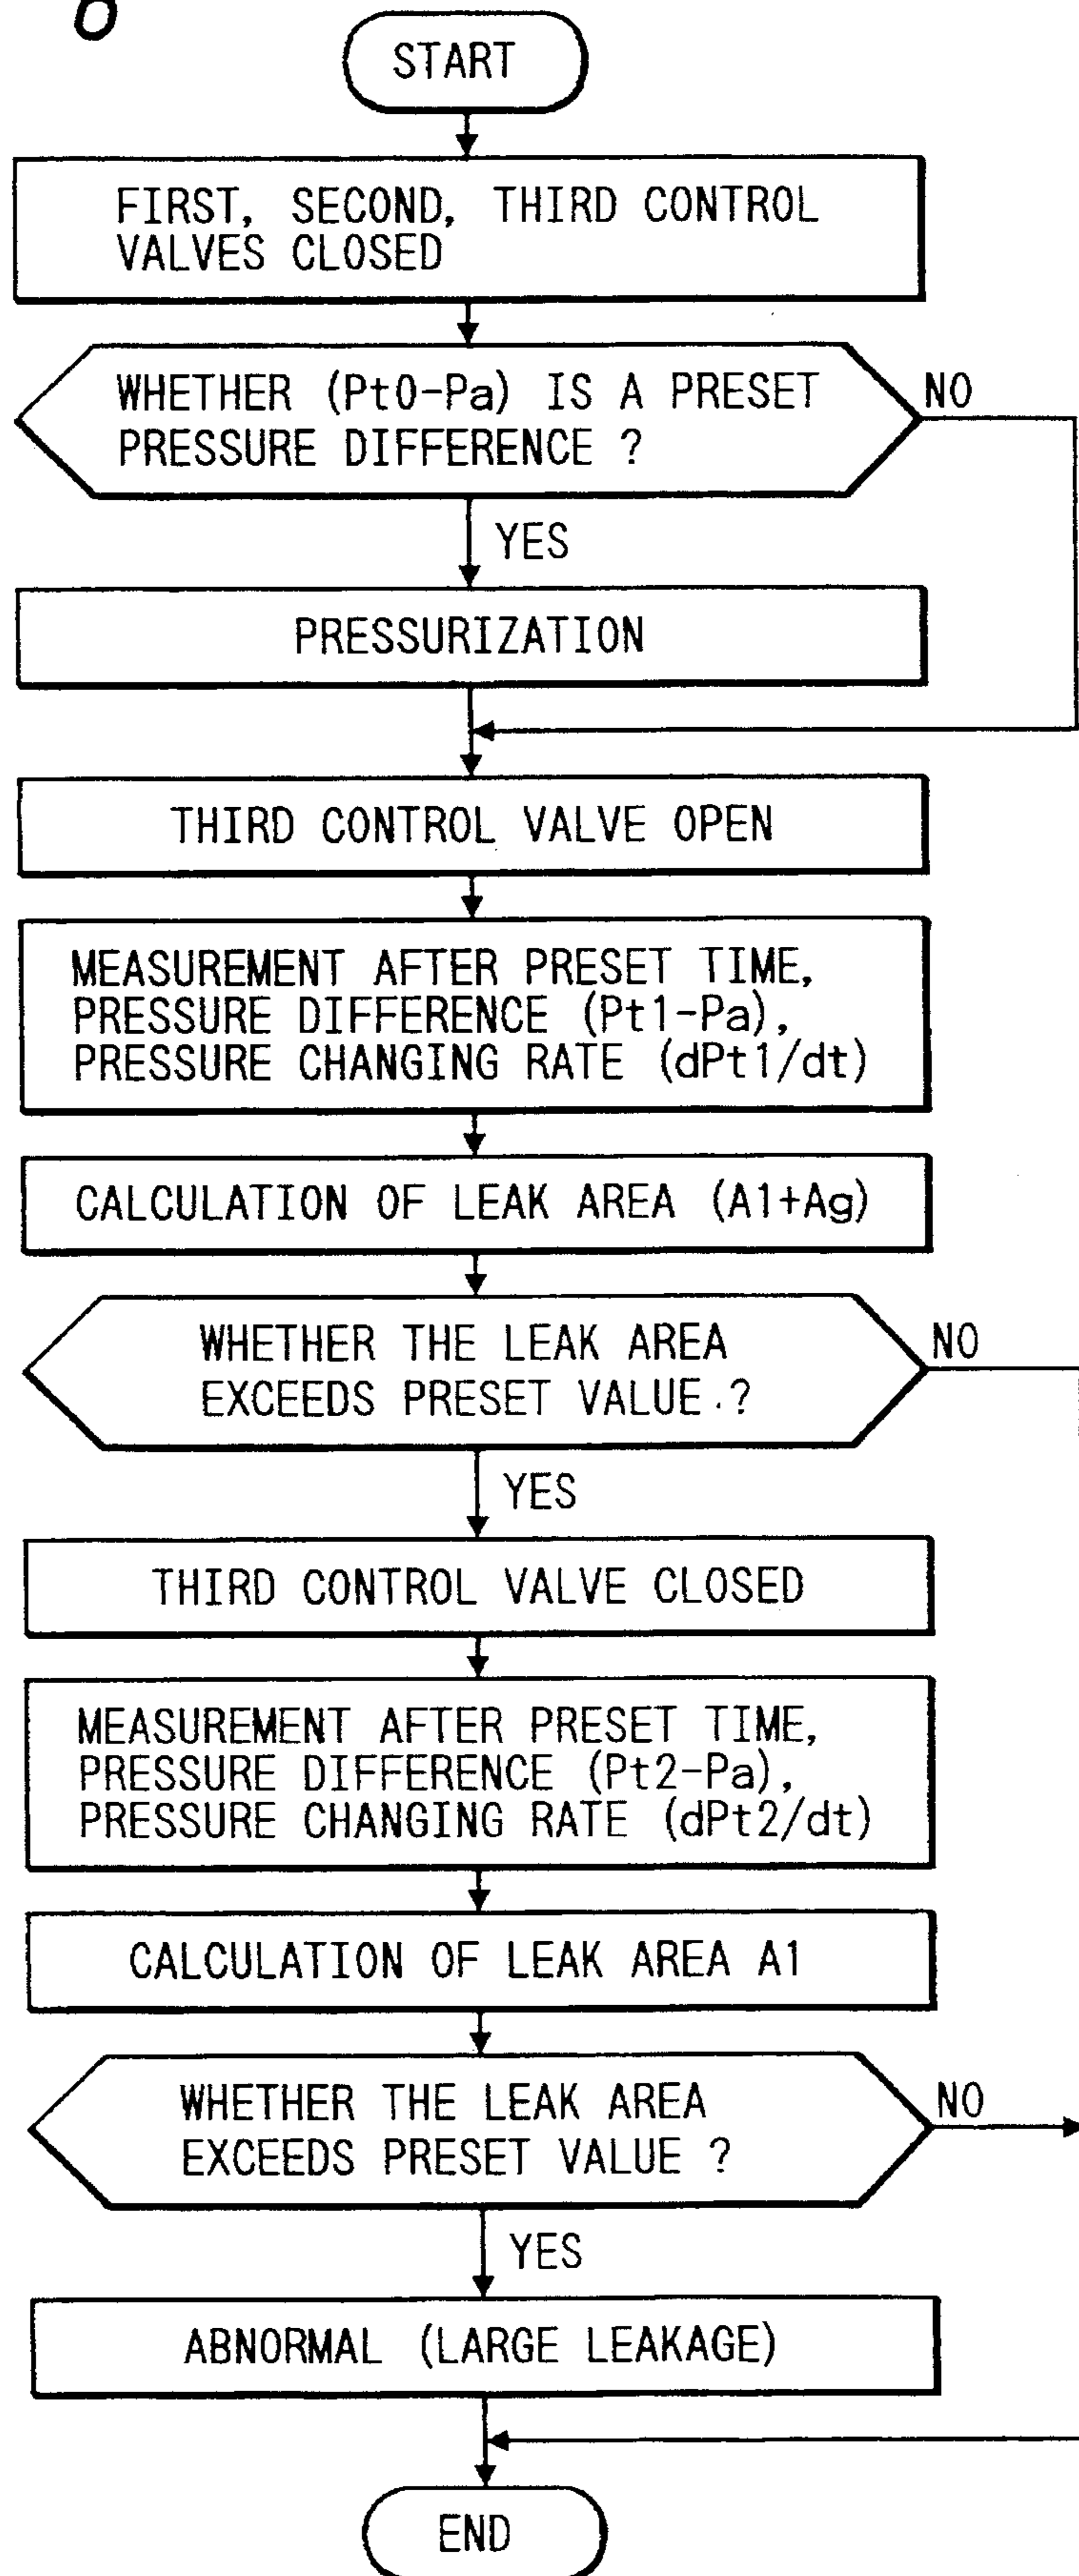 6
START
FIRST, SECOND, THIRD CONTROL
VALVES CLOSED
WHETHER (Pt0-Pa) IS A PRESET
PRESSURE DIFFERENCE ?
NO
YES
PRESSURIZATION
THIRD CONTROL VALVE OPEN
MEASUREMENT AFTER PRESET TIME,
PRESSURE DIFFERENCE (Pt1-Pa),
PRESSURE CHANGING RATE (dPt1/dt)
CALCULATION OF LEAK AREA (A1+Ag)
WHETHER THE LEAK AREA
EXCEEDS PRESET VALUE ?
NO
YES
THIRD CONTROL VALVE CLOSED
MEASUREMENT AFTER PRESET TIME,
PRESSURE DIFFERENCE (Pt2-Pa),
PRESSURE CHANGING RATE (dPt2/dt)
CALCULATION OF LEAK AREA A1
WHETHER THE LEAK AREA
EXCEEDS PRESET VALUE ?
NO
YES
ABNORMAL (LARGE LEAKAGE)
END